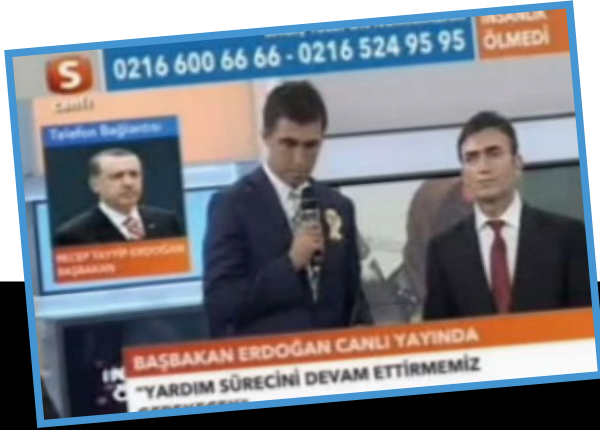 İNSANLIK
ÖLMEDİ
0216 600 66 66 - 0216 524 95 95
S
canlı
Telefon Bağlantısı
RECEP TAYYİP ERDOĞAN
BAŞBAKAN
BAŞBAKAN ERDOĞAN CANLI YAYINDA
"YARDIM SÜRECİNİ DEVAM ETTİRMEMİZ